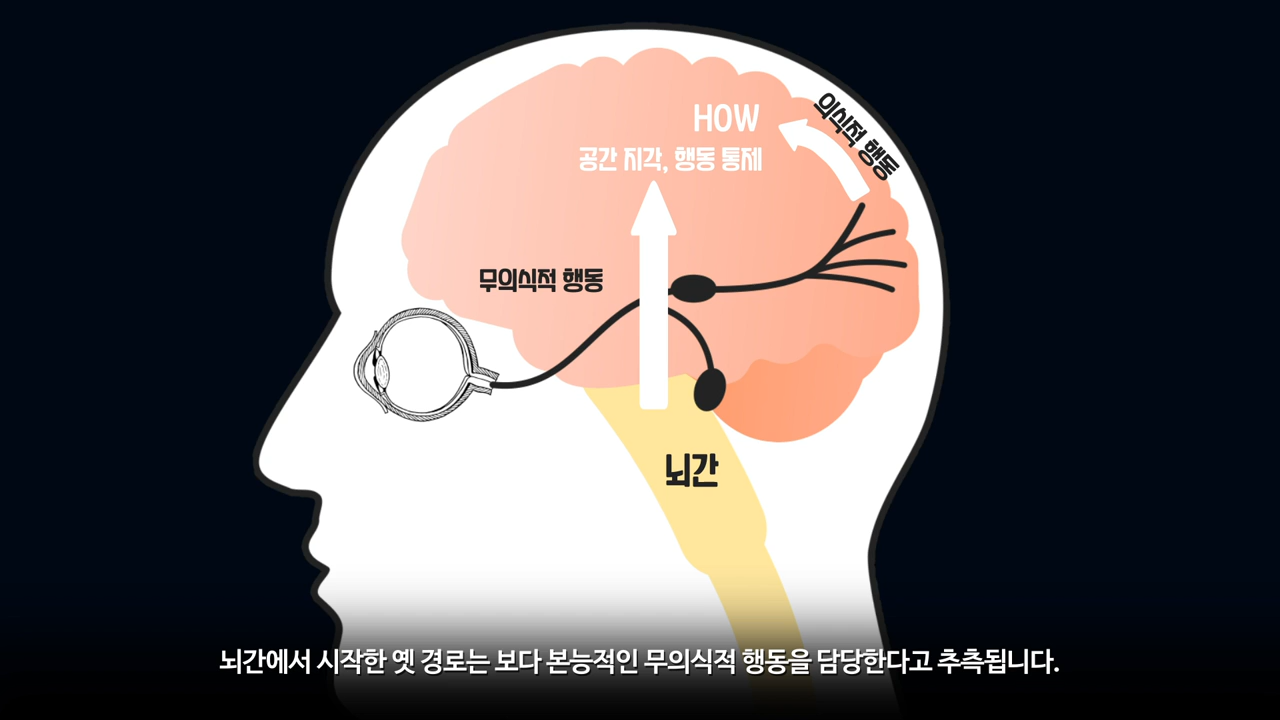 HOW
의식적 행동
공간 지각, 행동 통제
무의식적 행동
뇌간
뇌간에서 시작한 옛 경로는 보다 본능적인 무의식적 행동을 담당한다고 추측됩니다.